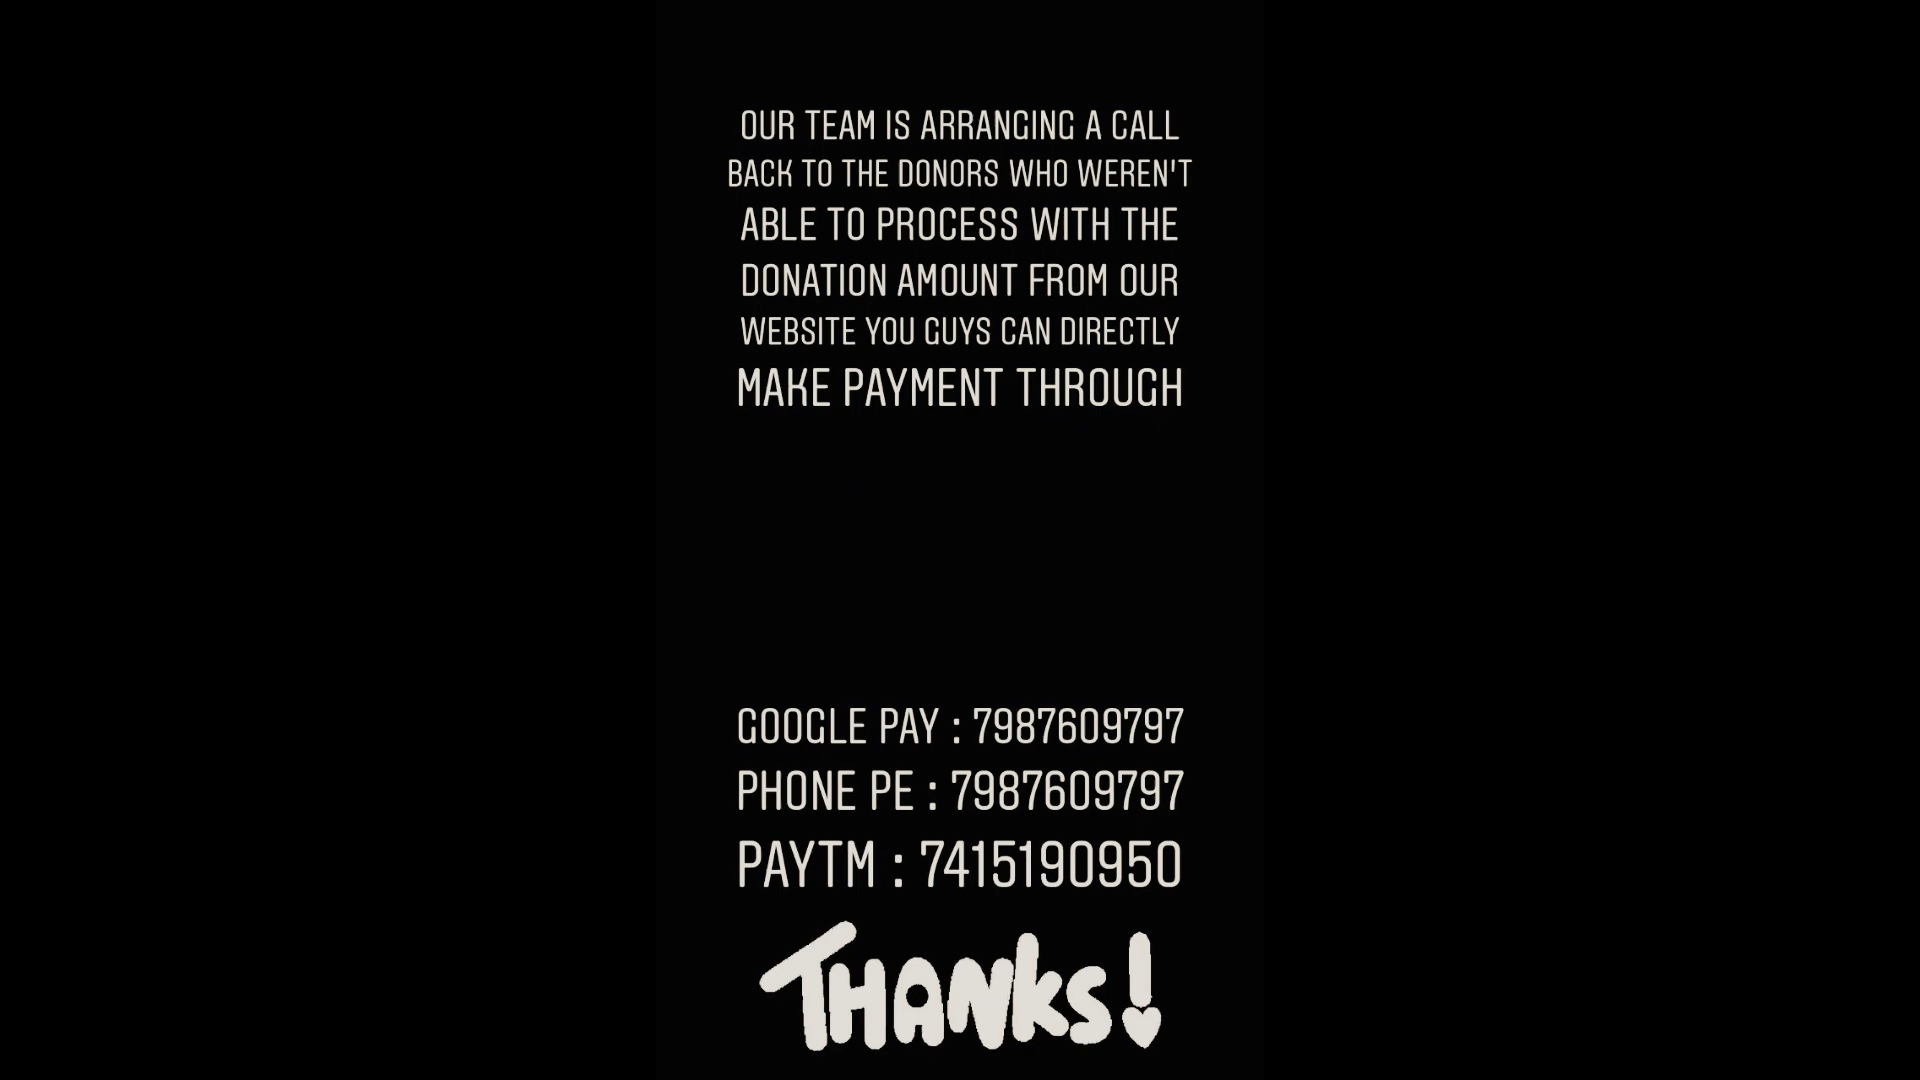 OUR TEAM IS ARRANGING A CALL
BACK TO THE DONORS WHO WEREN'T
ABLE TO PROCESS WITH THE
DONATION AMOUNT FROM OUR
WEBSITE YOU GUYS CAN DIRECTLY
MAKE PAYMENT THROUGH
GOOGLE PAY : 7987609797
PHONE PE : 7987609797
PAYTM : 7415190950
THANKS!